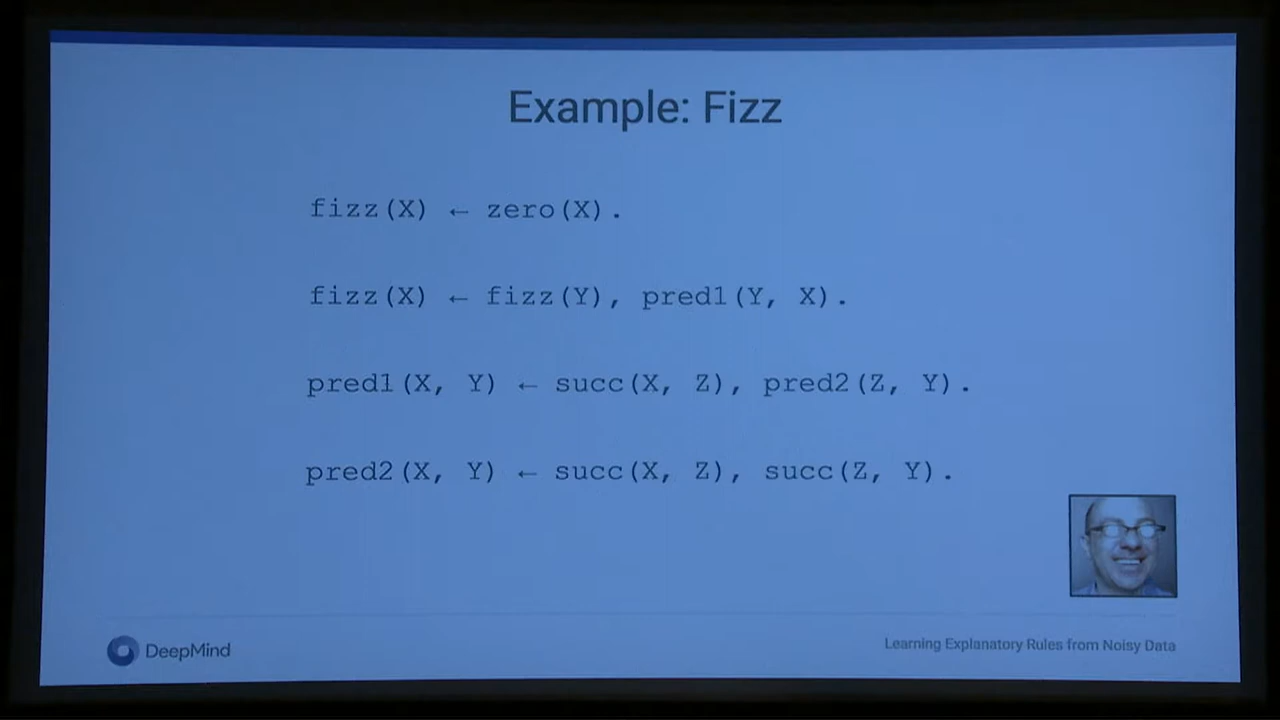 Example: Fizz
fizz(X) ← zero(X).
fizz(X) ← fizz(Y), pred1(Y, X).
pred1(X, Y) ← succ(X, Z), pred2(Z, Y).
pred2(X, Y) ← succ(X, Z), succ(Z, Y).
DeepMind
Learning Explanatory Rules from Noisy Data